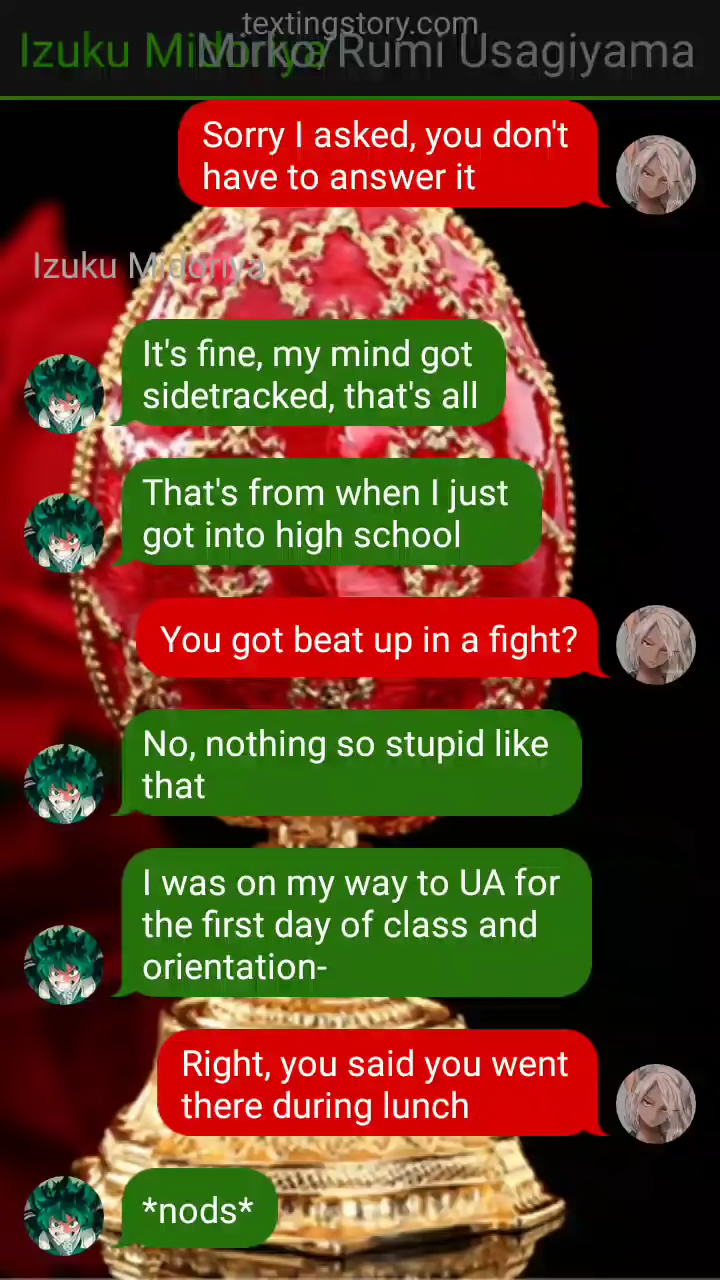 textingstory.com
Izuku Midoriya
Mirko/Rumi Usagiyama
Sorry I asked, you don't
have to answer it
Izuku Midoriya
It's fine, my mind got
sidetracked, that's all
That's from when I just
got into high school
You got beat up in a fight?
No, nothing so stupid like
that
I was on my way to UA for
the first day of class and
orientation-
Right, you said you went
there during lunch
*nods*